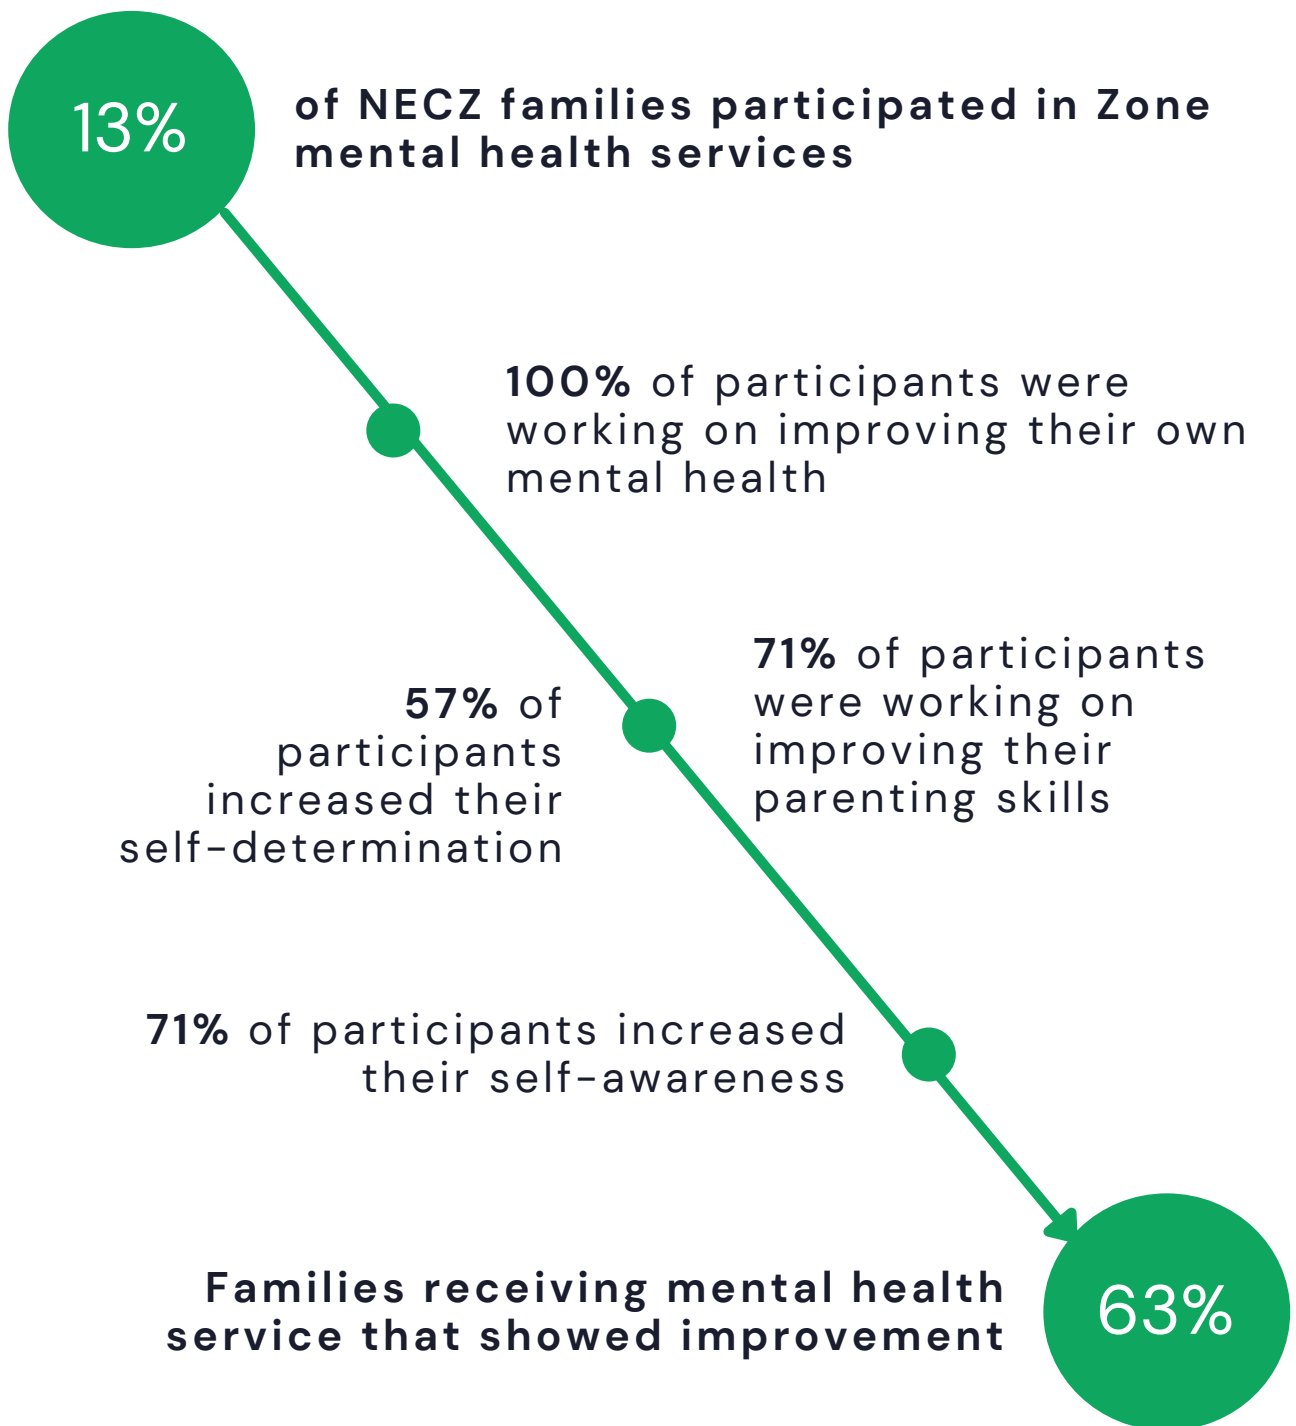 13%
of NECZ families participated in Zone
mental health services
100% of participants were
working on improving their own
mental health
71% of participants
were working on
improving their
parenting skills
57% of
participants
increased their
self-determination
71% of participants increased
their self-awareness
Families receiving mental health
service that showed improvement
63%